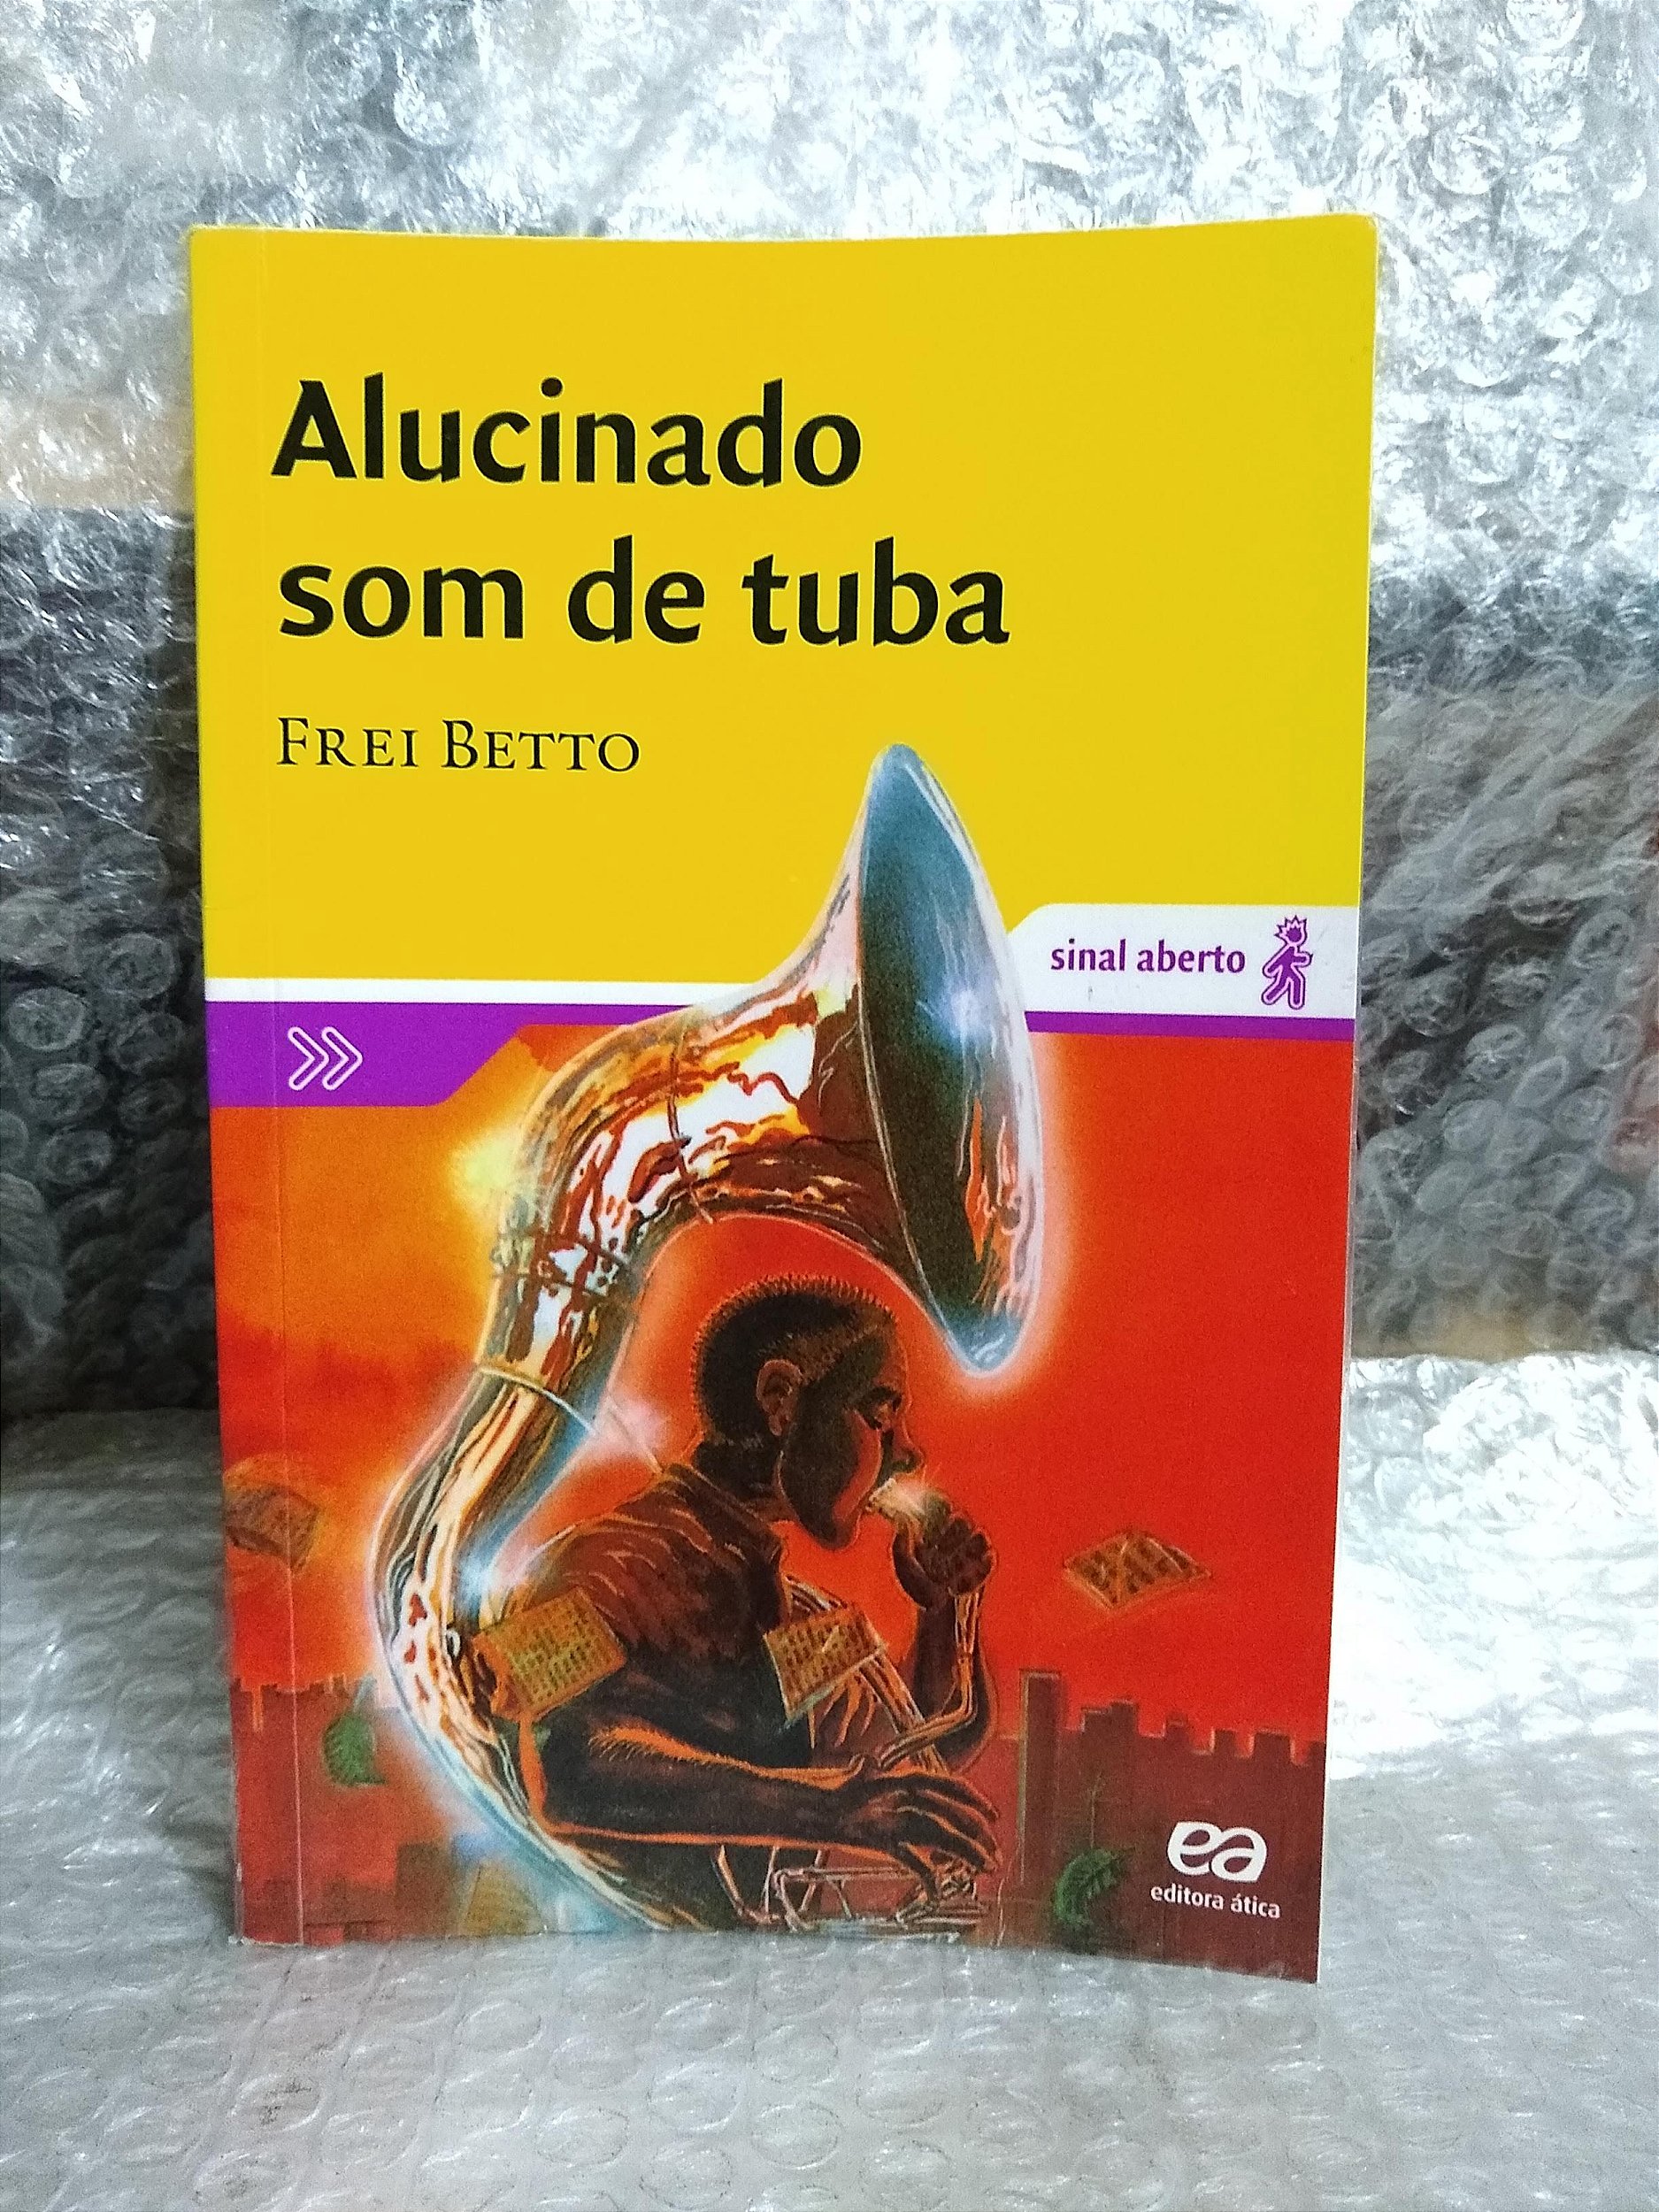 Alucinado
som de tuba
FREI BETTO
sinal aberto
ea
editora ática